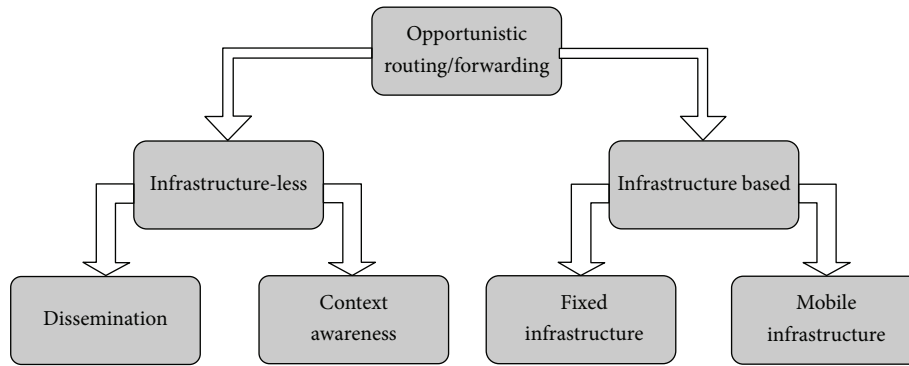 Opportunistic
routing/forwarding
Infrastructure-less
Infrastructure based
Dissemination
Context
awareness
Fixed
infrastructure
Mobile
infrastructure